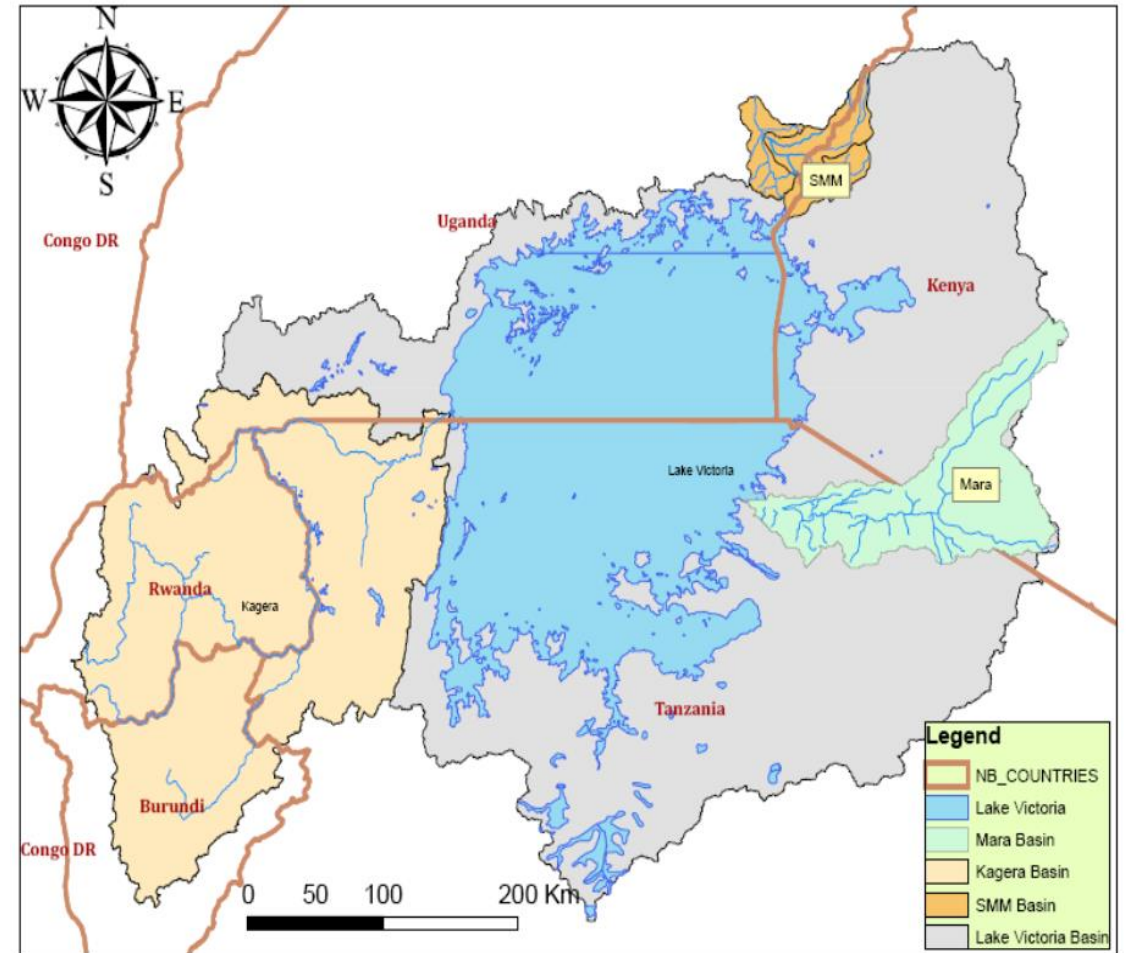 N
W
E
S
SMM
Uganda
Congo DR
Kenya
Lake Victoria
Mara
Rwanda
Kagera
Tanzania
Burundi
Congo DR
0 50 100 200 Km
Legend
NB_COUNTRIES
Lake Victoria
Mara Basin
Kagera Basin
SMM Basin
Lake Victoria Basin